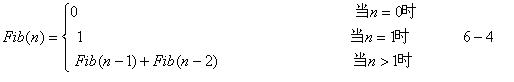 0 当n = 0时
Fib(n) = 1 当n = 1时 6－4
Fib(n－1) + Fib(n－2) 当n > 1时